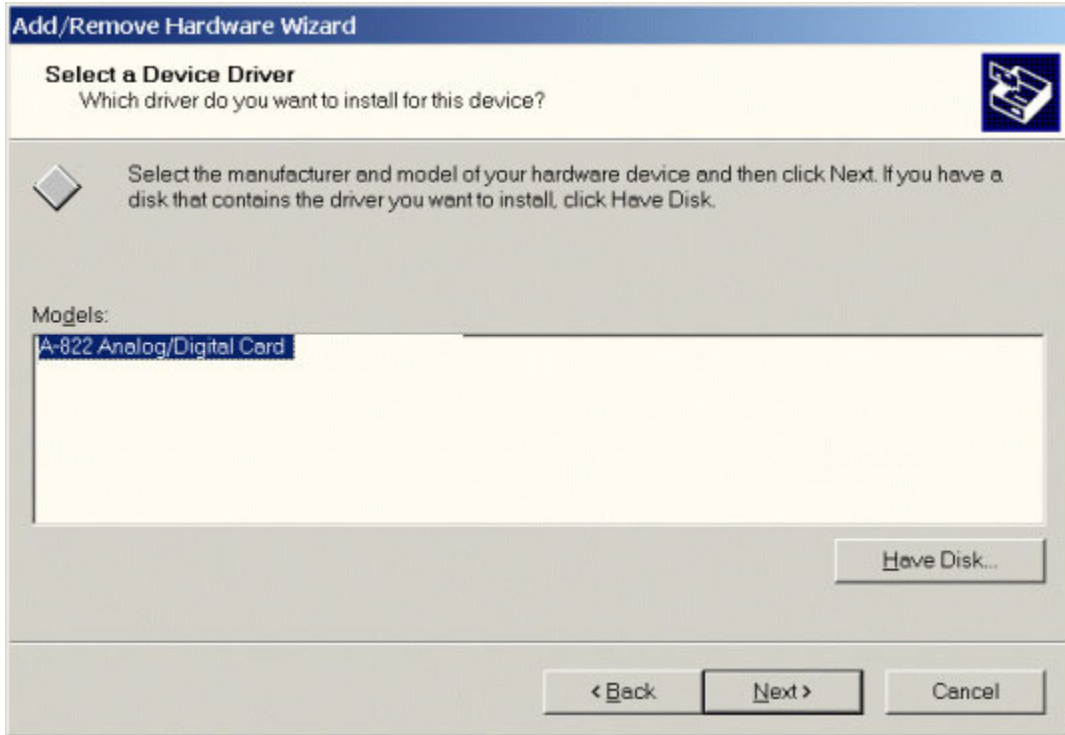 Add/Remove Hardware Wizard
Select a Device Driver
Which driver do you want to install for this device?
Select the manufacturer and model of your hardware device and then click Next. If you have a
disk that contains the driver you want to install, click Have Disk.
Models:
A-822 Analog/Digital Card
Have Disk...
< Back
Next >
Cancel